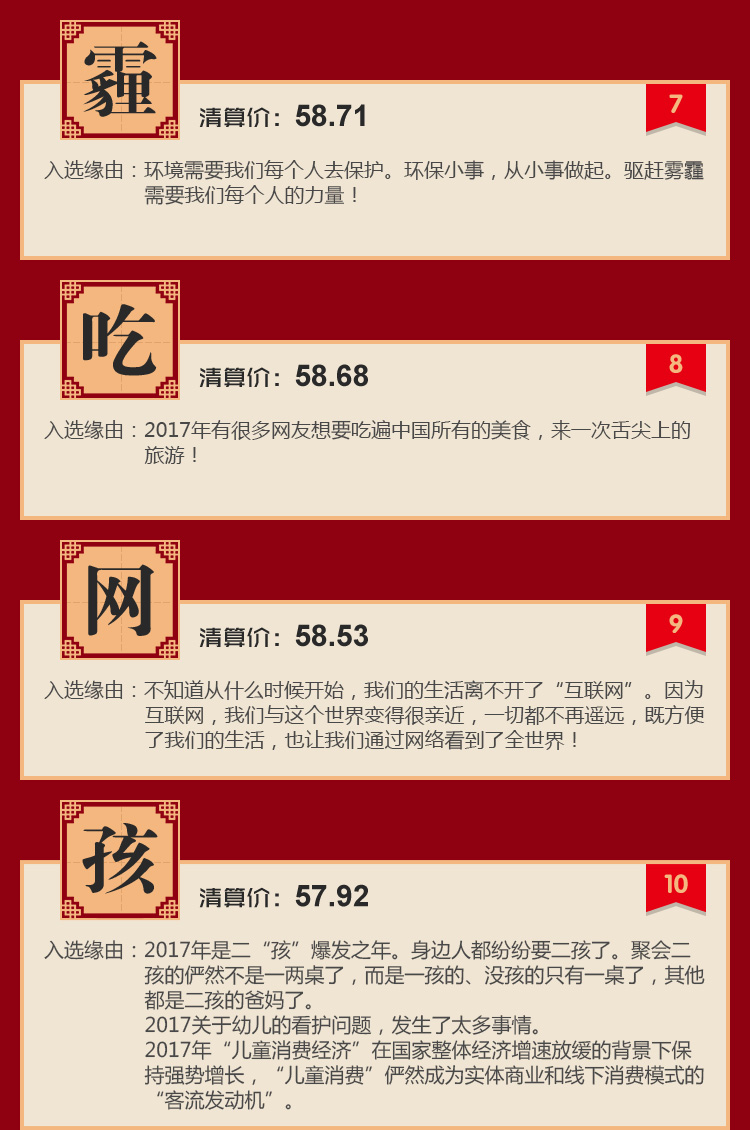 霾
清算价：58.71
7
入选缘由：环境需要我们每个人去保护。环保小事，从小事做起。驱赶雾霾
需要我们每个人的力量！
吃
清算价：58.68
8
入选缘由：2017年有很多网友想要吃遍中国所有的美食，来一次舌尖上的
旅游！
网
清算价：58.53
9
入选缘由：不知道从什么时候开始，我们的生活离不开了“互联网”。因为
互联网，我们与这个世界变得很亲近，一切都不再遥远，既方便
了我们的生活，也让我们通过网络看到了全世界！
孩
清算价：57.92
10
入选缘由：2017年是二“孩”爆发之年。身边人都纷纷要二孩了。聚会二
孩的俨然不是一两桌了，而是一孩的、没孩的只有一桌了，其他
都是二孩的爸妈了。
2017关于幼儿的看护问题，发生了太多事情。
2017年“儿童消费经济”在国家整体经济增速放缓的背景下保
持强势增长，“儿童消费”俨然成为实体商业和线下消费模式的
“客流发动机”。